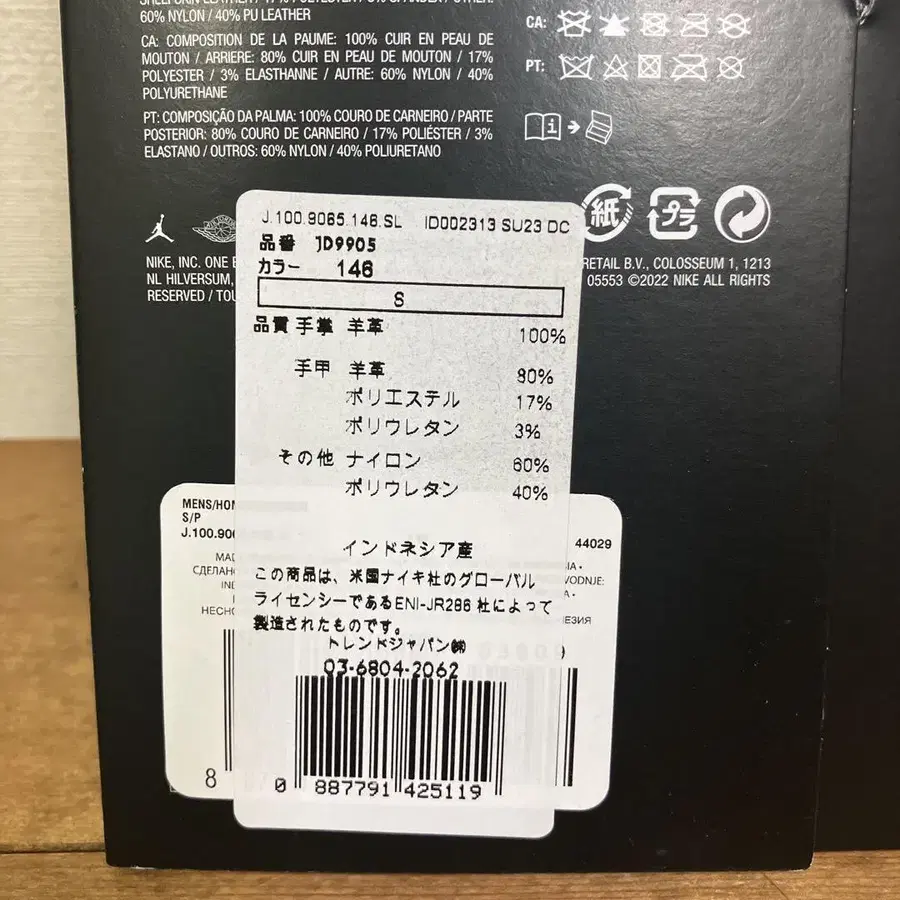 60% NYLON / 40% PU LEATHER
CA: COMPOSITION DE LA PAUME: 100% CUIR EN PEAU DE
MOUTON / ARRIERE: 80% CUIR EN PEAU DE MOUTON / 17%
POLYESTER / 3% ELASTHANNE / AUTRE: 60% NYLON / 40%
POLYURETHANE
PT: COMPOSIÇÃO DA PALMA: 100% COURO DE CARNEIRO / PARTE
POSTERIOR: 80% COURO DE CARNEIRO / 17% POLIÉSTER / 3%
ELASTANO / OUTROS: 60% NYLON / 40% POLIURETANO
CA:
PT:
紙
プラ
NIKE, INC. ONE
NL HILVERSUM,
RESERVED / TOU
RETAIL B.V., COLOSSEUM 1, 1213
05553 ©2022 NIKE ALL RIGHTS
J.100.9065.146.SL ID002313 SU23 DC
品番 JD9905
カラー 146
S
品質 手掌 羊革 100%
手甲 羊革 80%
ポリエステル 17%
ポリウレタン 3%
その他 ナイロン 60%
ポリウレタン 40%
インドネシア産
この商品は、米国ナイキ社のグローバル
ライセンシーであるENI-JR286 社によって
製造されたものです。
トレンドジャパン㈱
03-6804-2062
0 887791 425119
MENS/HOM
S/P
J.100.90
44029
MAD
СДЕЛАНО
IND
НЕСНО
VODNJE:
8